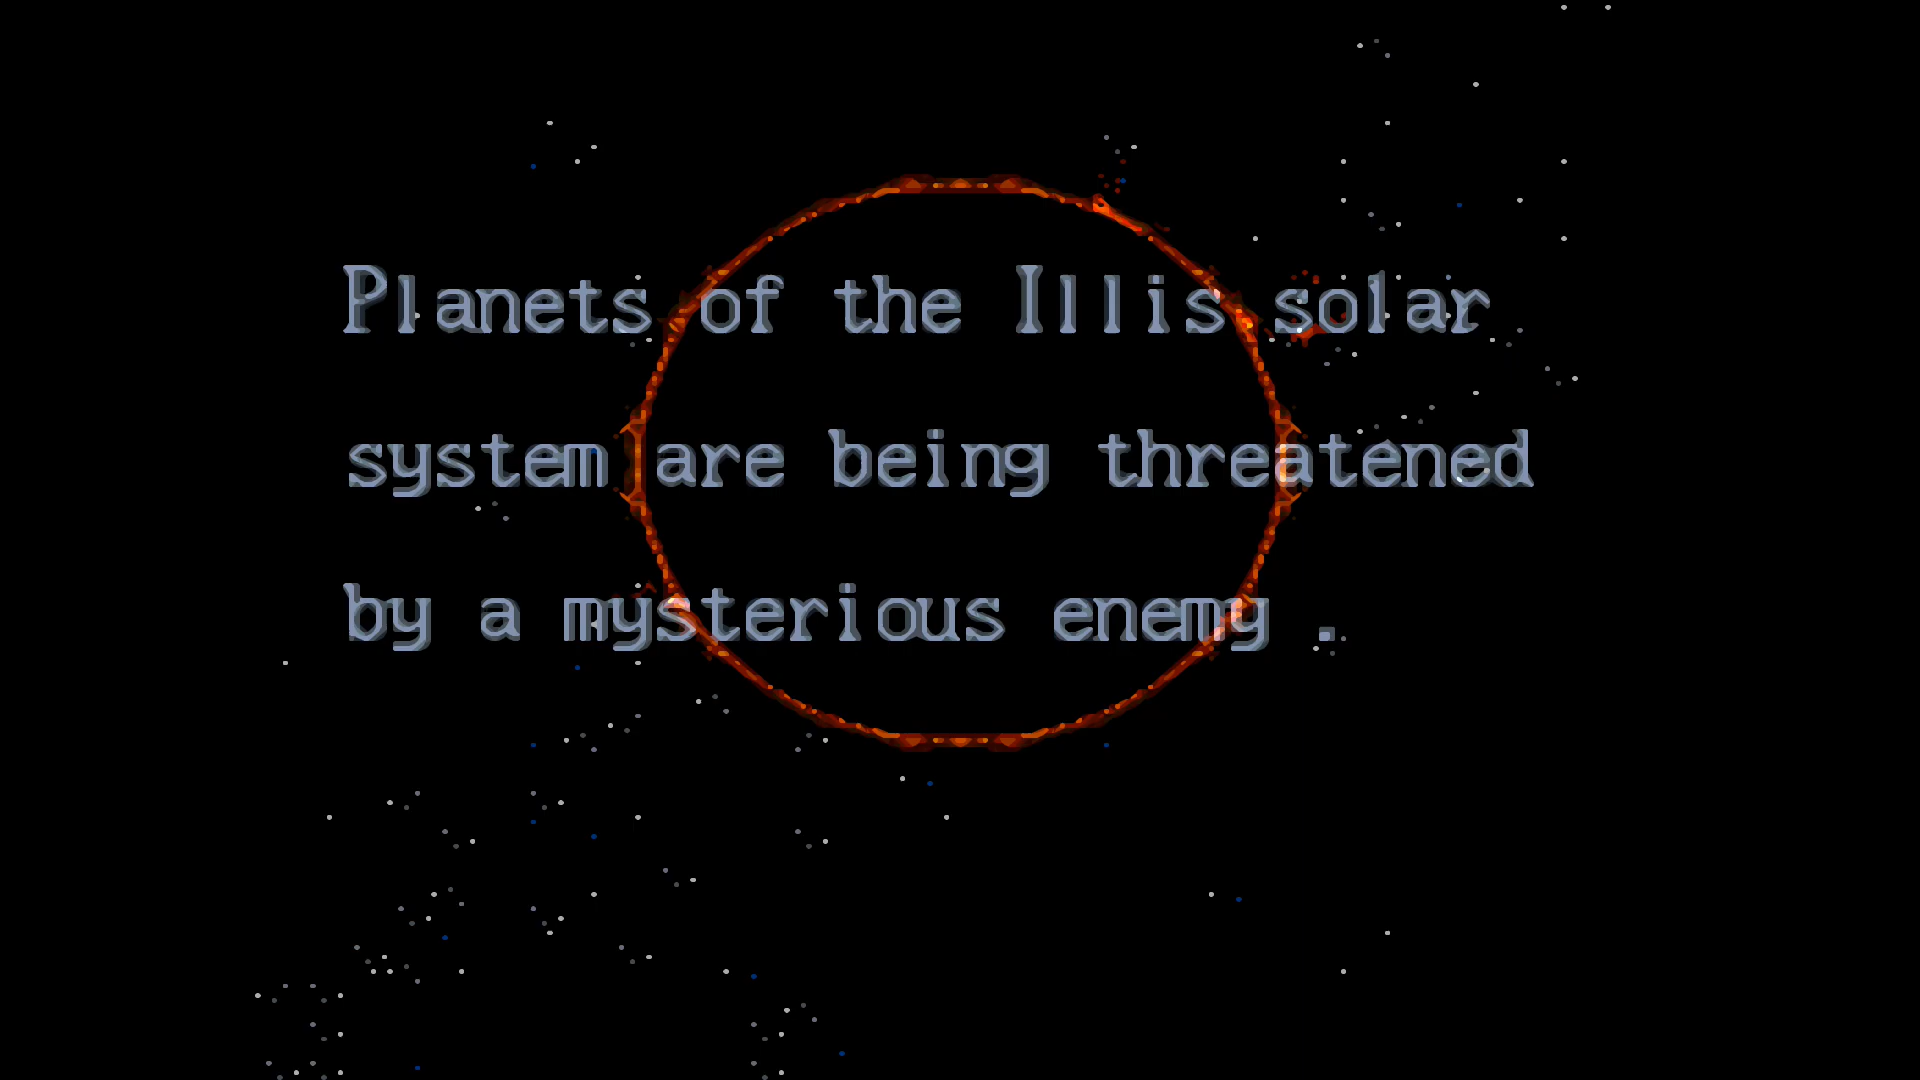 Planets of the Illis solar
system are being threatened
by a mysterious enemy .